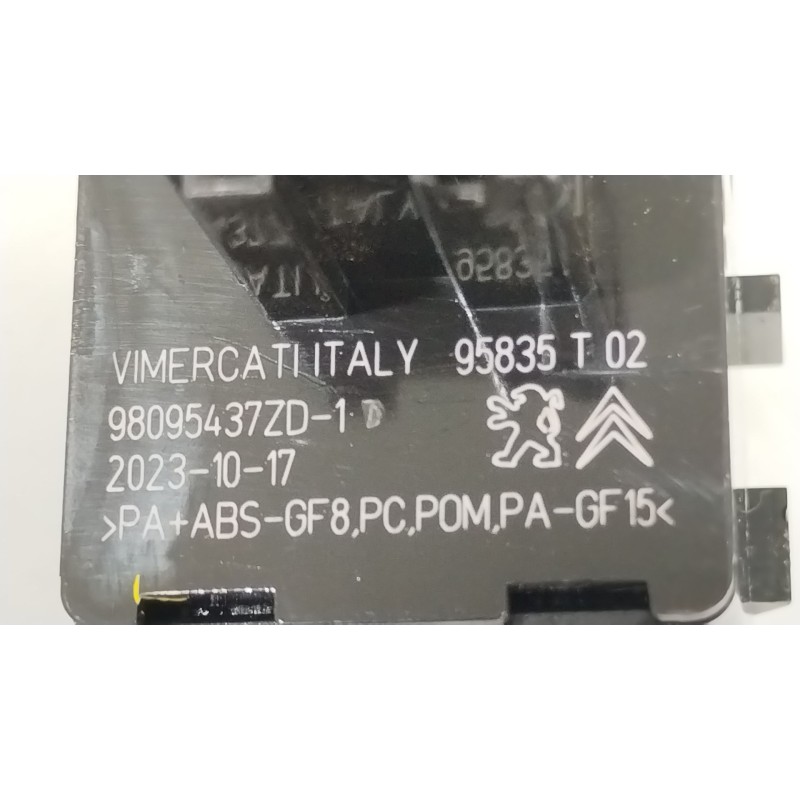 VIMERCATI ITALY 95835 T 02
98095437ZD-1 D
2023-10-17
>PA+ABS-GF8,PC,POM,PA-GF15<